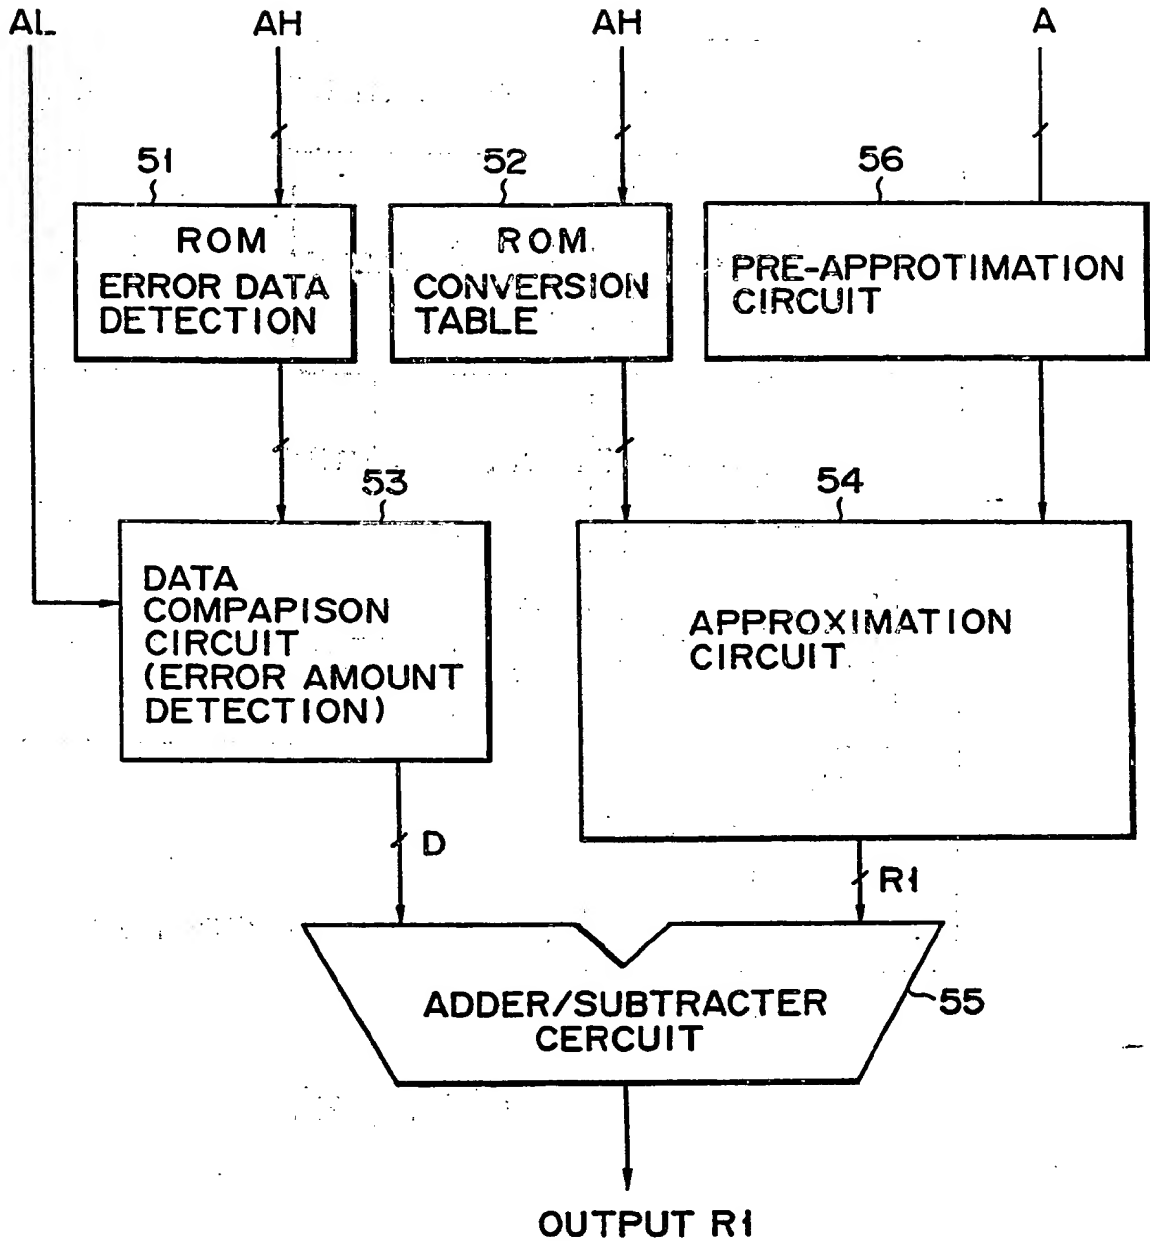 AL AH AH A
51 52 56
ROM
ERROR DATA
DETECTION
ROM
CONVERSION
TABLE
PRE-APPROTIMATION
CIRCUIT
53 54
DATA
COMPAPISON
CIRCUIT
(ERROR AMOUNT
DETECTION)
APPROXIMATION
CIRCUIT
D R1
ADDER/SUBTRACTER
CERCUIT
55
OUTPUT R1